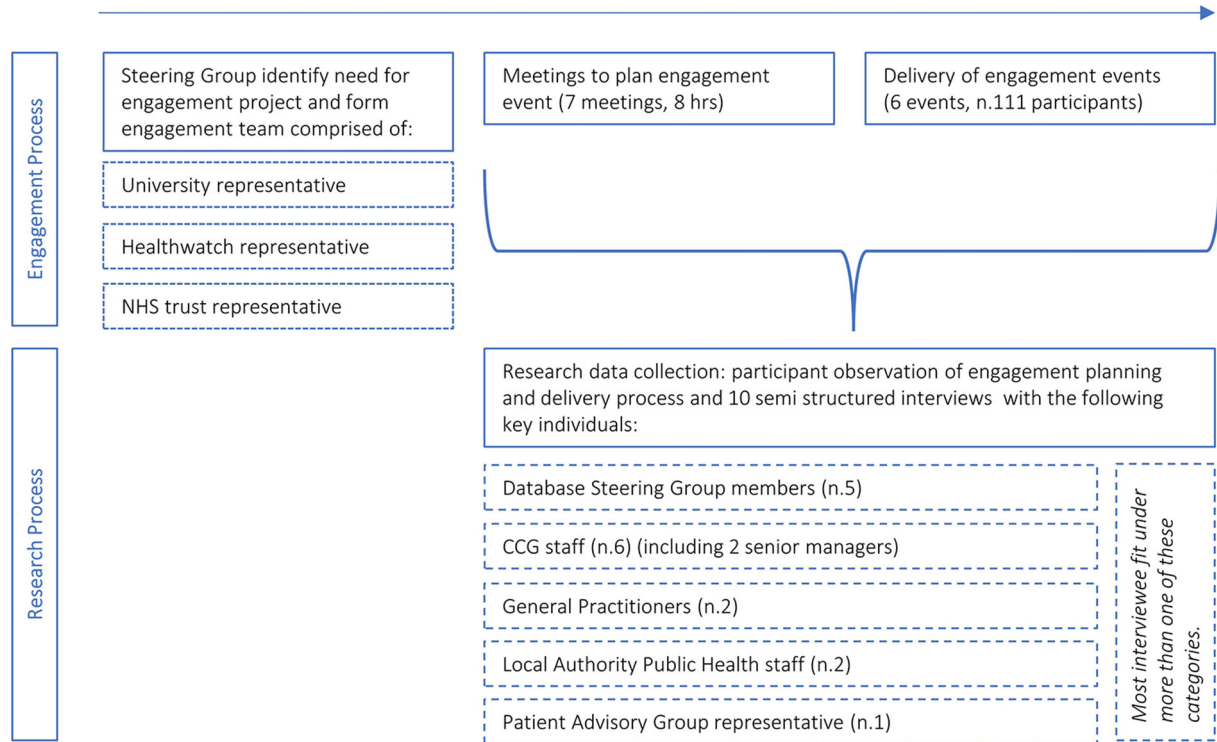 Engagement Process
Steering Group identify need for
engagement project and form
engagement team comprised of:
University representative
Healthwatch representative
NHS trust representative
Meetings to plan engagement
event (7 meetings, 8 hrs)
Delivery of engagement events
(6 events, n.111 participants)
Research Process
Research data collection: participant observation of engagement planning
and delivery process and 10 semi structured interviews  with the following
key individuals:
Database Steering Group members (n.5)
CCG staff (n.6) (including 2 senior managers)
General Practitioners (n.2)
Local Authority Public Health staff (n.2)
Patient Advisory Group representative (n.1)
Most interviewee fit under
more than one of these
categories.